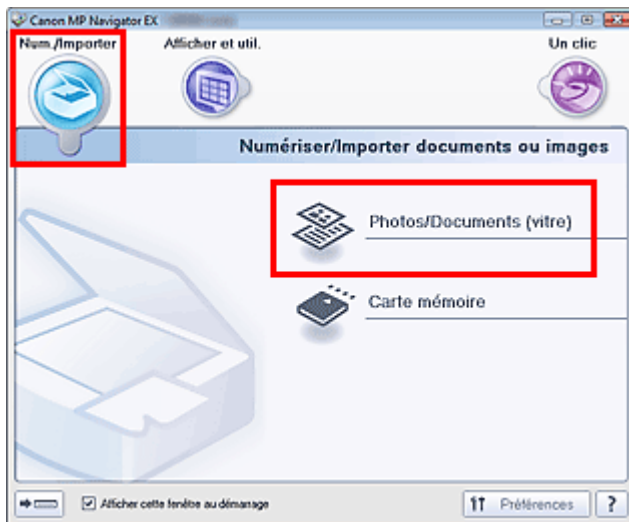 Canon MP Navigator EX
Num./Importer
Afficher et util.
Un clic
Numériser/Importer documents ou images
Photos/Documents (vitre)
Carte mémoire
Afficher cette fenêtre au démarrage
Préférences
?